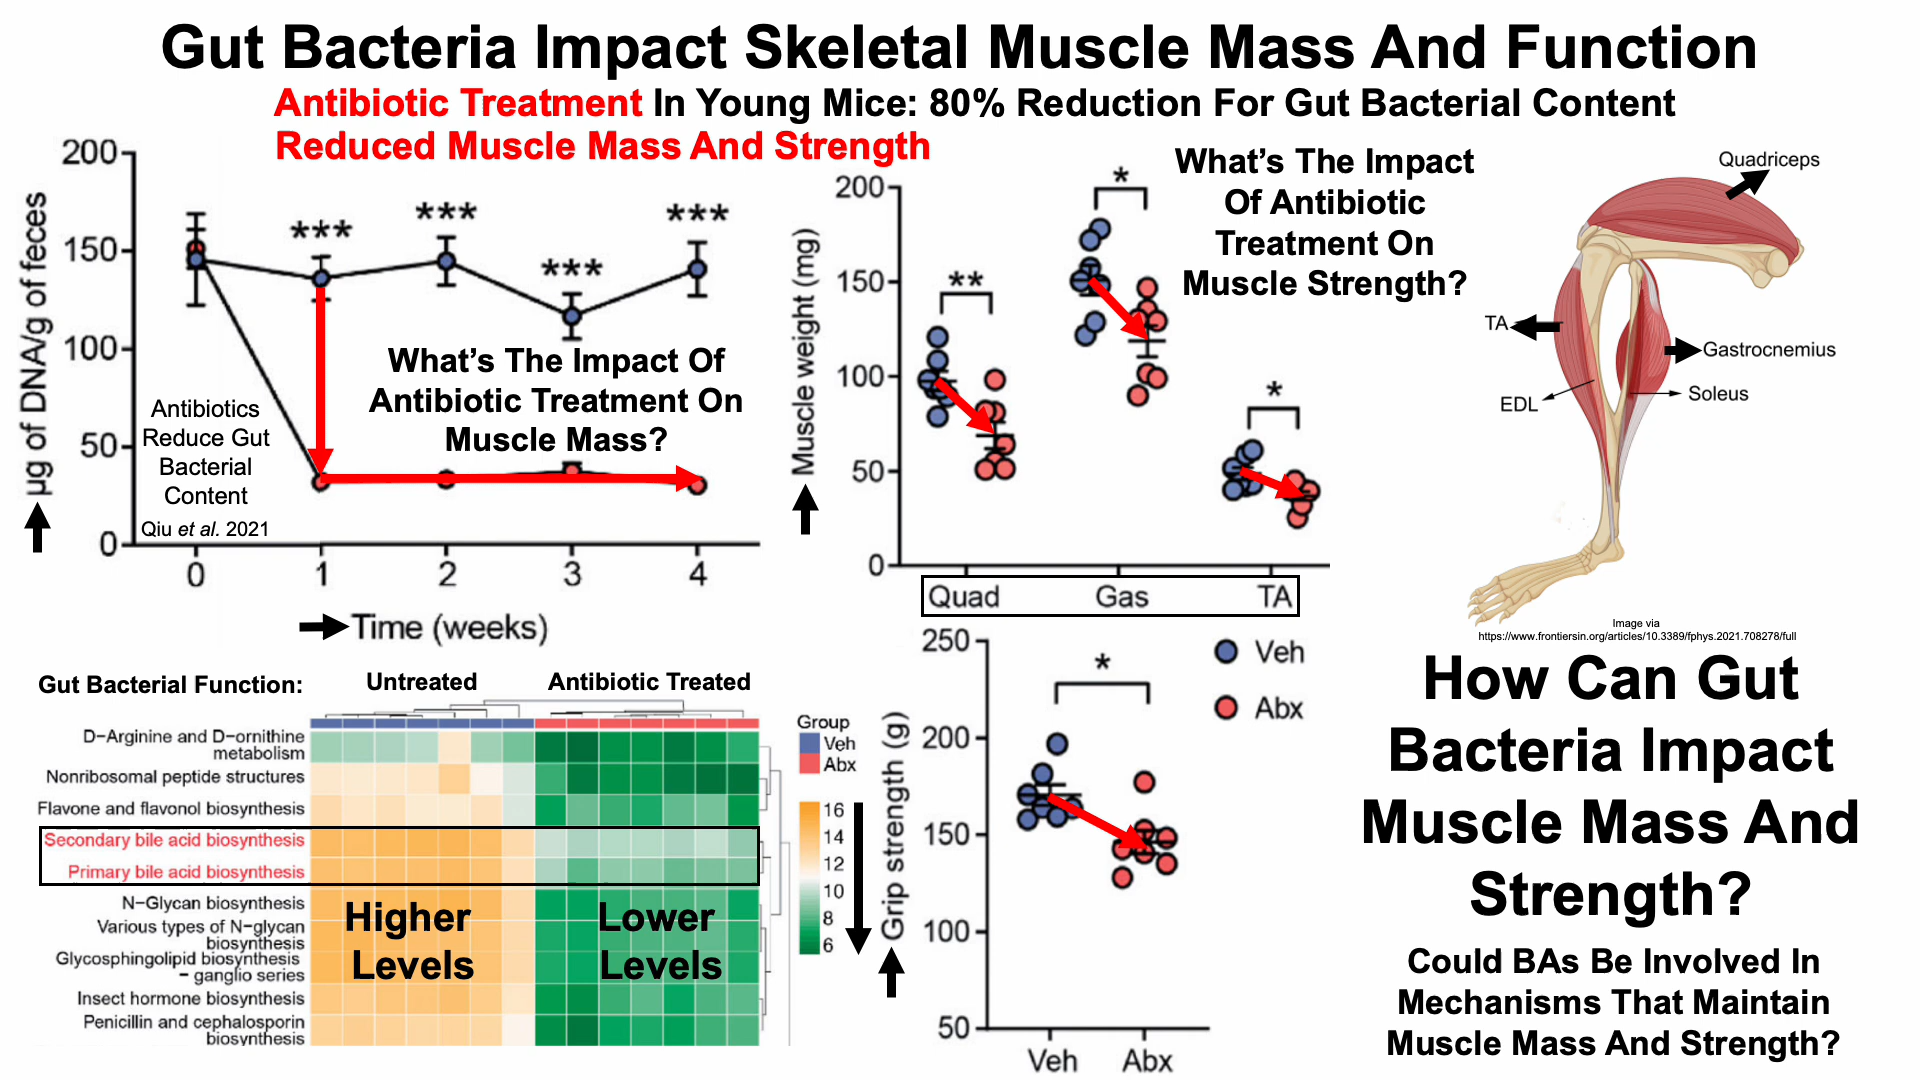 Gut Bacteria Impact Skeletal Muscle Mass And Function
Antibiotic Treatment In Young Mice: 80% Reduction For Gut Bacterial Content
Reduced Muscle Mass And Strength
µg of DNA/g of feces
200
150
100
50
0
***
***
***
***
What's The Impact Of
Antibiotic Treatment On
Muscle Mass?
Antibiotics
Reduce Gut
Bacterial
Content
Qiu et al. 2021
0 1 2 3 4
Time (weeks)
Muscle weight (mg)
200
150
100
50
0
**
*
*
Quad Gas TA
What's The Impact
Of Antibiotic
Treatment On
Muscle Strength?
Quadriceps
TA
Gastrocnemius
EDL
Soleus
Image via
https://www.frontiersin.org/articles/10.3389/fphys.2021.708278/full
Gut Bacterial Function:
Untreated
Antibiotic Treated
D-Arginine and D-ornithine
metabolism
Nonribosomal peptide structures
Flavone and flavonol biosynthesis
Secondary bile acid biosynthesis
Primary bile acid biosynthesis
N-Glycan biosynthesis
Various types of N-glycan
biosynthesis
Glycosphingolipid biosynthesis
- ganglio series
Insect hormone biosynthesis
Penicillin and cephalosporin
biosynthesis
Higher
Levels
Lower
Levels
Group
Veh
Abx
16
14
12
10
8
6
Grip strength (g)
250
200
150
100
50
*
Veh Abx
Veh
Abx
How Can Gut
Bacteria Impact
Muscle Mass And
Strength?
Could BAs Be Involved In
Mechanisms That Maintain
Muscle Mass And Strength?